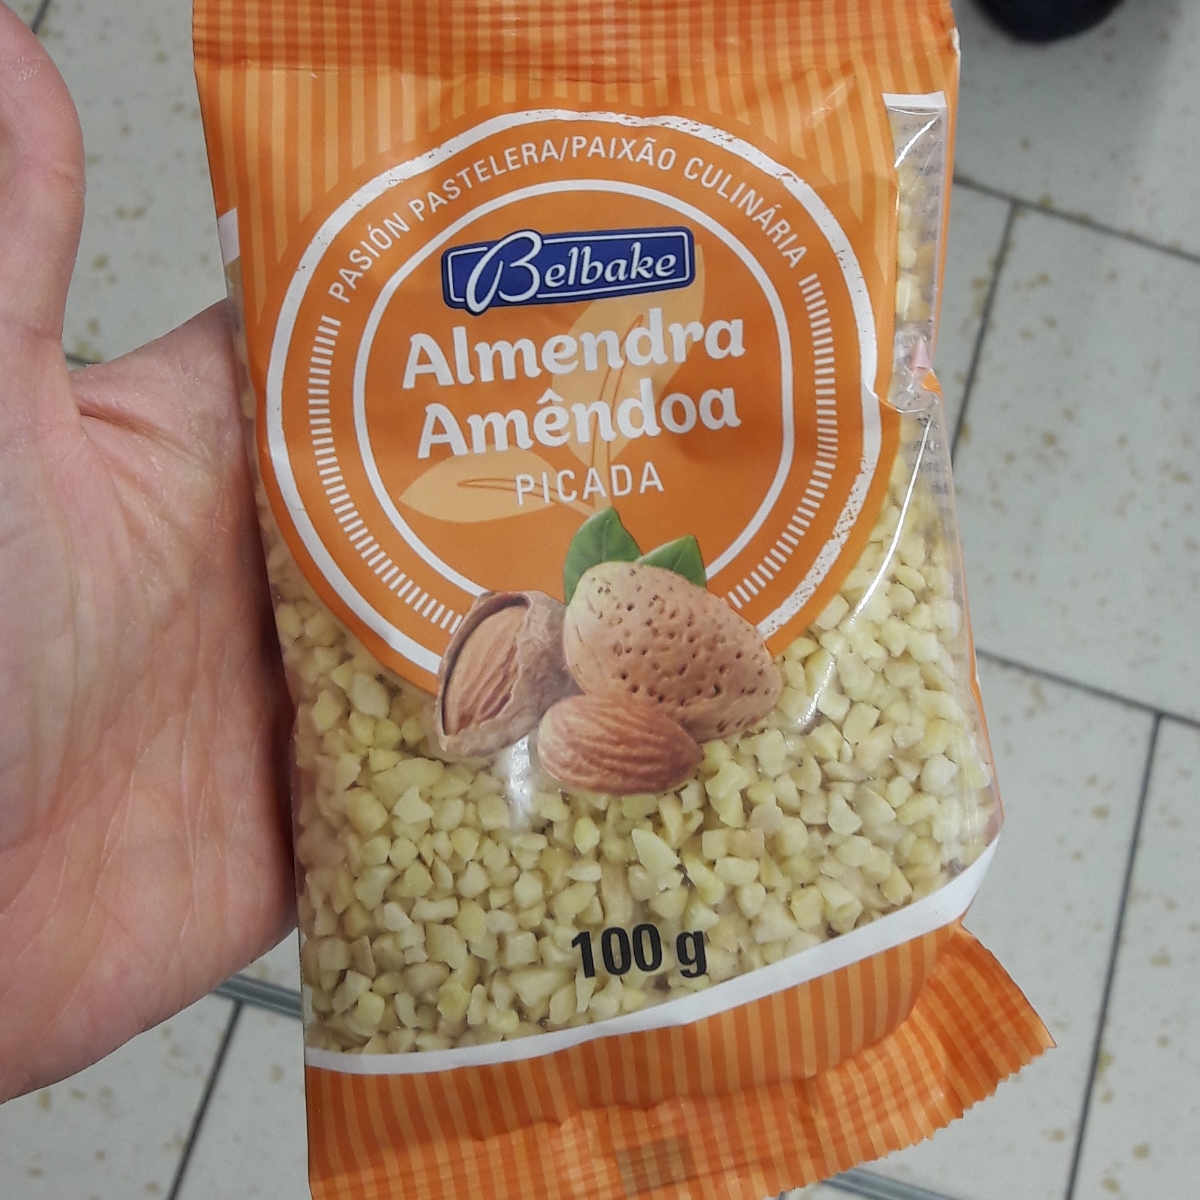 PASIÓN PASTELERA/PAIXÃO CULINÁRIA
Belbake
Almendra
Amêndoa
PICADA
100 g